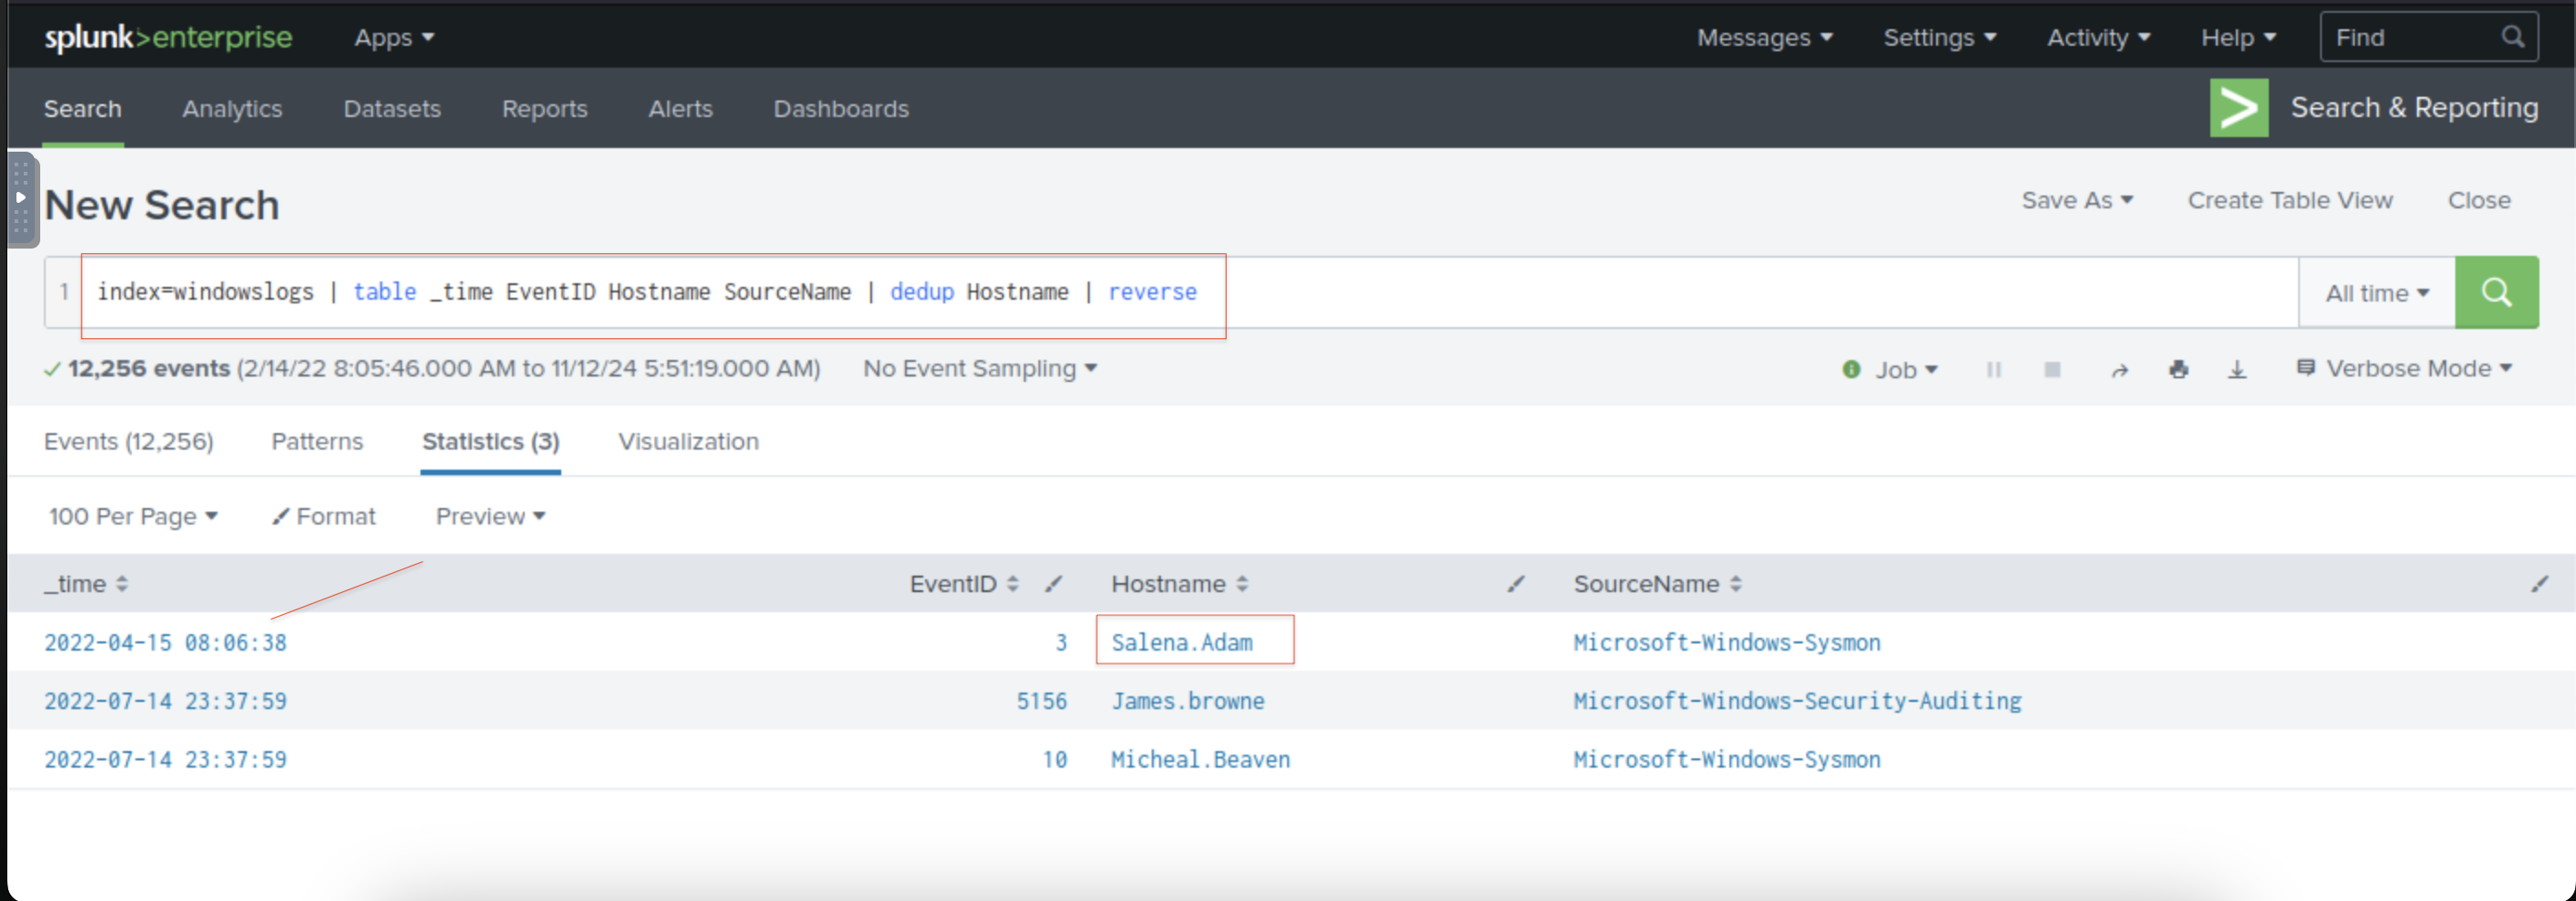 splunk>enterprise Apps Messages Settings Activity Help Find
Search Analytics Datasets Reports Alerts Dashboards Search & Reporting
New Search Save As Create Table View Close
1 index=windowslogs | table _time EventID Hostname SourceName | dedup Hostname | reverse All time
12,256 events (2/14/22 8:05:46.000 AM to 11/12/24 5:51:19.000 AM) No Event Sampling Job Verbose Mode
Events (12,256) Patterns Statistics (3) Visualization
100 Per Page Format Preview
_time EventID Hostname SourceName
2022-04-15 08:06:38 3 Salena.Adam Microsoft-Windows-Sysmon
2022-07-14 23:37:59 5156 James.browne Microsoft-Windows-Security-Auditing
2022-07-14 23:37:59 10 Micheal.Beaven Microsoft-Windows-Sysmon